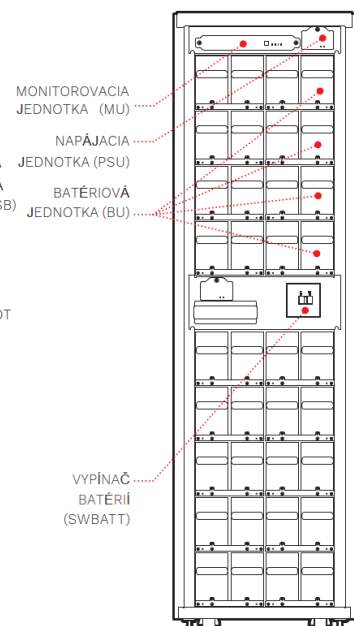 MONITOROVACIA
JEDNOTKA (MU)
NAPÁJACIA
JEDNOTKA (PSU)
BATÉRIOVÁ
JEDNOTKA (BU)
VYPÍNAČ
BATÉRIÍ
(SWBATT)